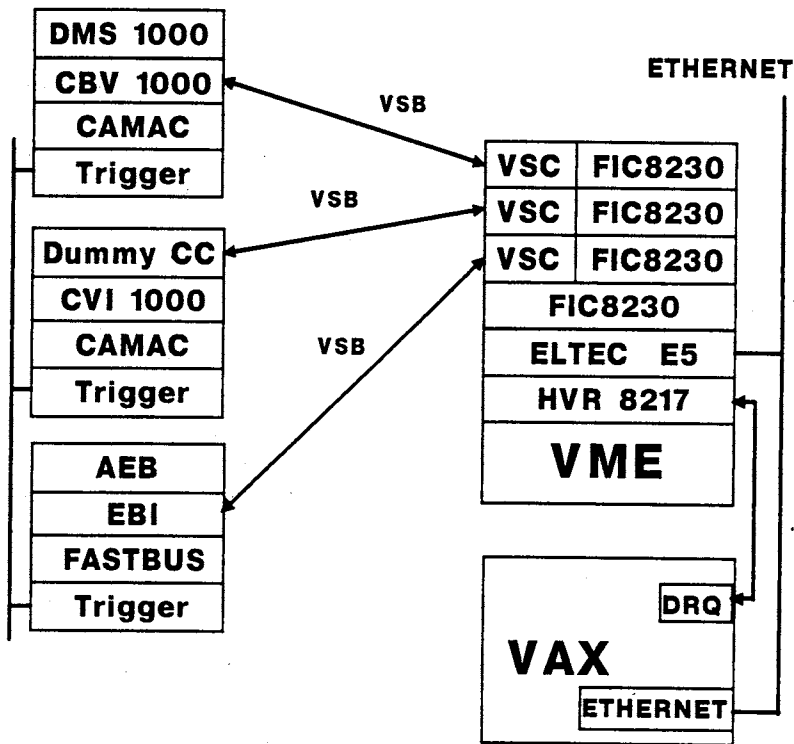 DMS 1000
CBV 1000
CAMAC
Trigger
VSB
ETHERNET
VSC FIC8230
VSC FIC8230
VSC FIC8230
FIC8230
ELTEC E5
HVR 8217
VME
VSB
Dummy CC
CVI 1000
CAMAC
Trigger
VSB
AEB
EBI
FASTBUS
Trigger
DRQ
VAX
ETHERNET